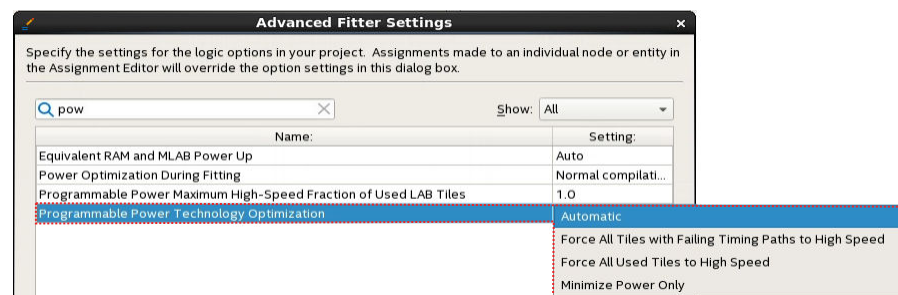 Advanced Fitter Settings
Specify the settings for the logic options in your project. Assignments made to an individual node or entity in
the Assignment Editor will override the option settings in this dialog box.
pow
Show: All
Name: Setting:
Equivalent RAM and MLAB Power Up Auto
Power Optimization During Fitting Normal compilati...
Programmable Power Maximum High-Speed Fraction of Used LAB Tiles 1.0
Programmable Power Technology Optimization Automatic
Force All Tiles with Failing Timing Paths to High Speed
Force All Used Tiles to High Speed
Minimize Power Only